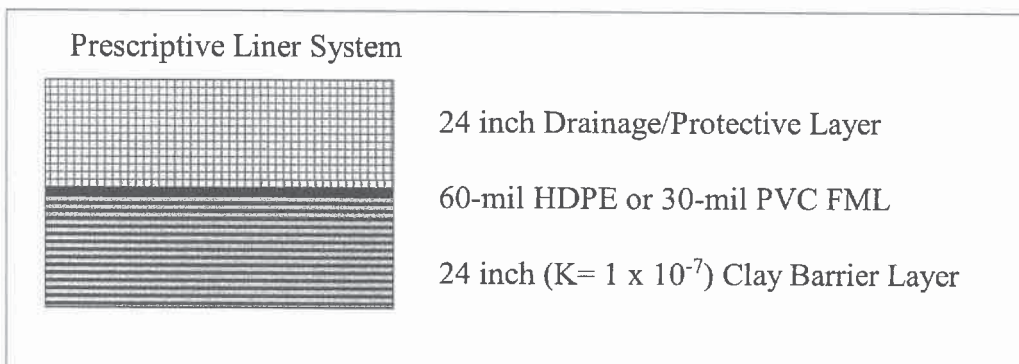 Prescriptive Liner System
24 inch Drainage/Protective Layer
60-mil HDPE or 30-mil PVC FML
24 inch (K= 1 x 10⁻⁷) Clay Barrier Layer